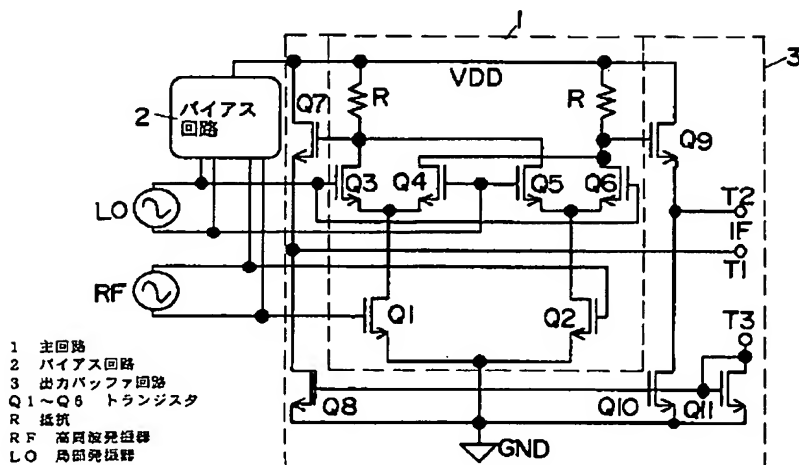 1
3
VDD
Q7
R
R
2
バイアス
回路
Q9
Q3
Q4
Q5
Q6
LO
T2
IF
T1
RF
Q1
Q2
T3
Q8
Q10
Q11
GND
1 主回路
2 バイアス回路
3 出力バッファ回路
Q1~Q6 トランジスタ
R 抵抗
RF 高周波発振器
LO 局部発振器